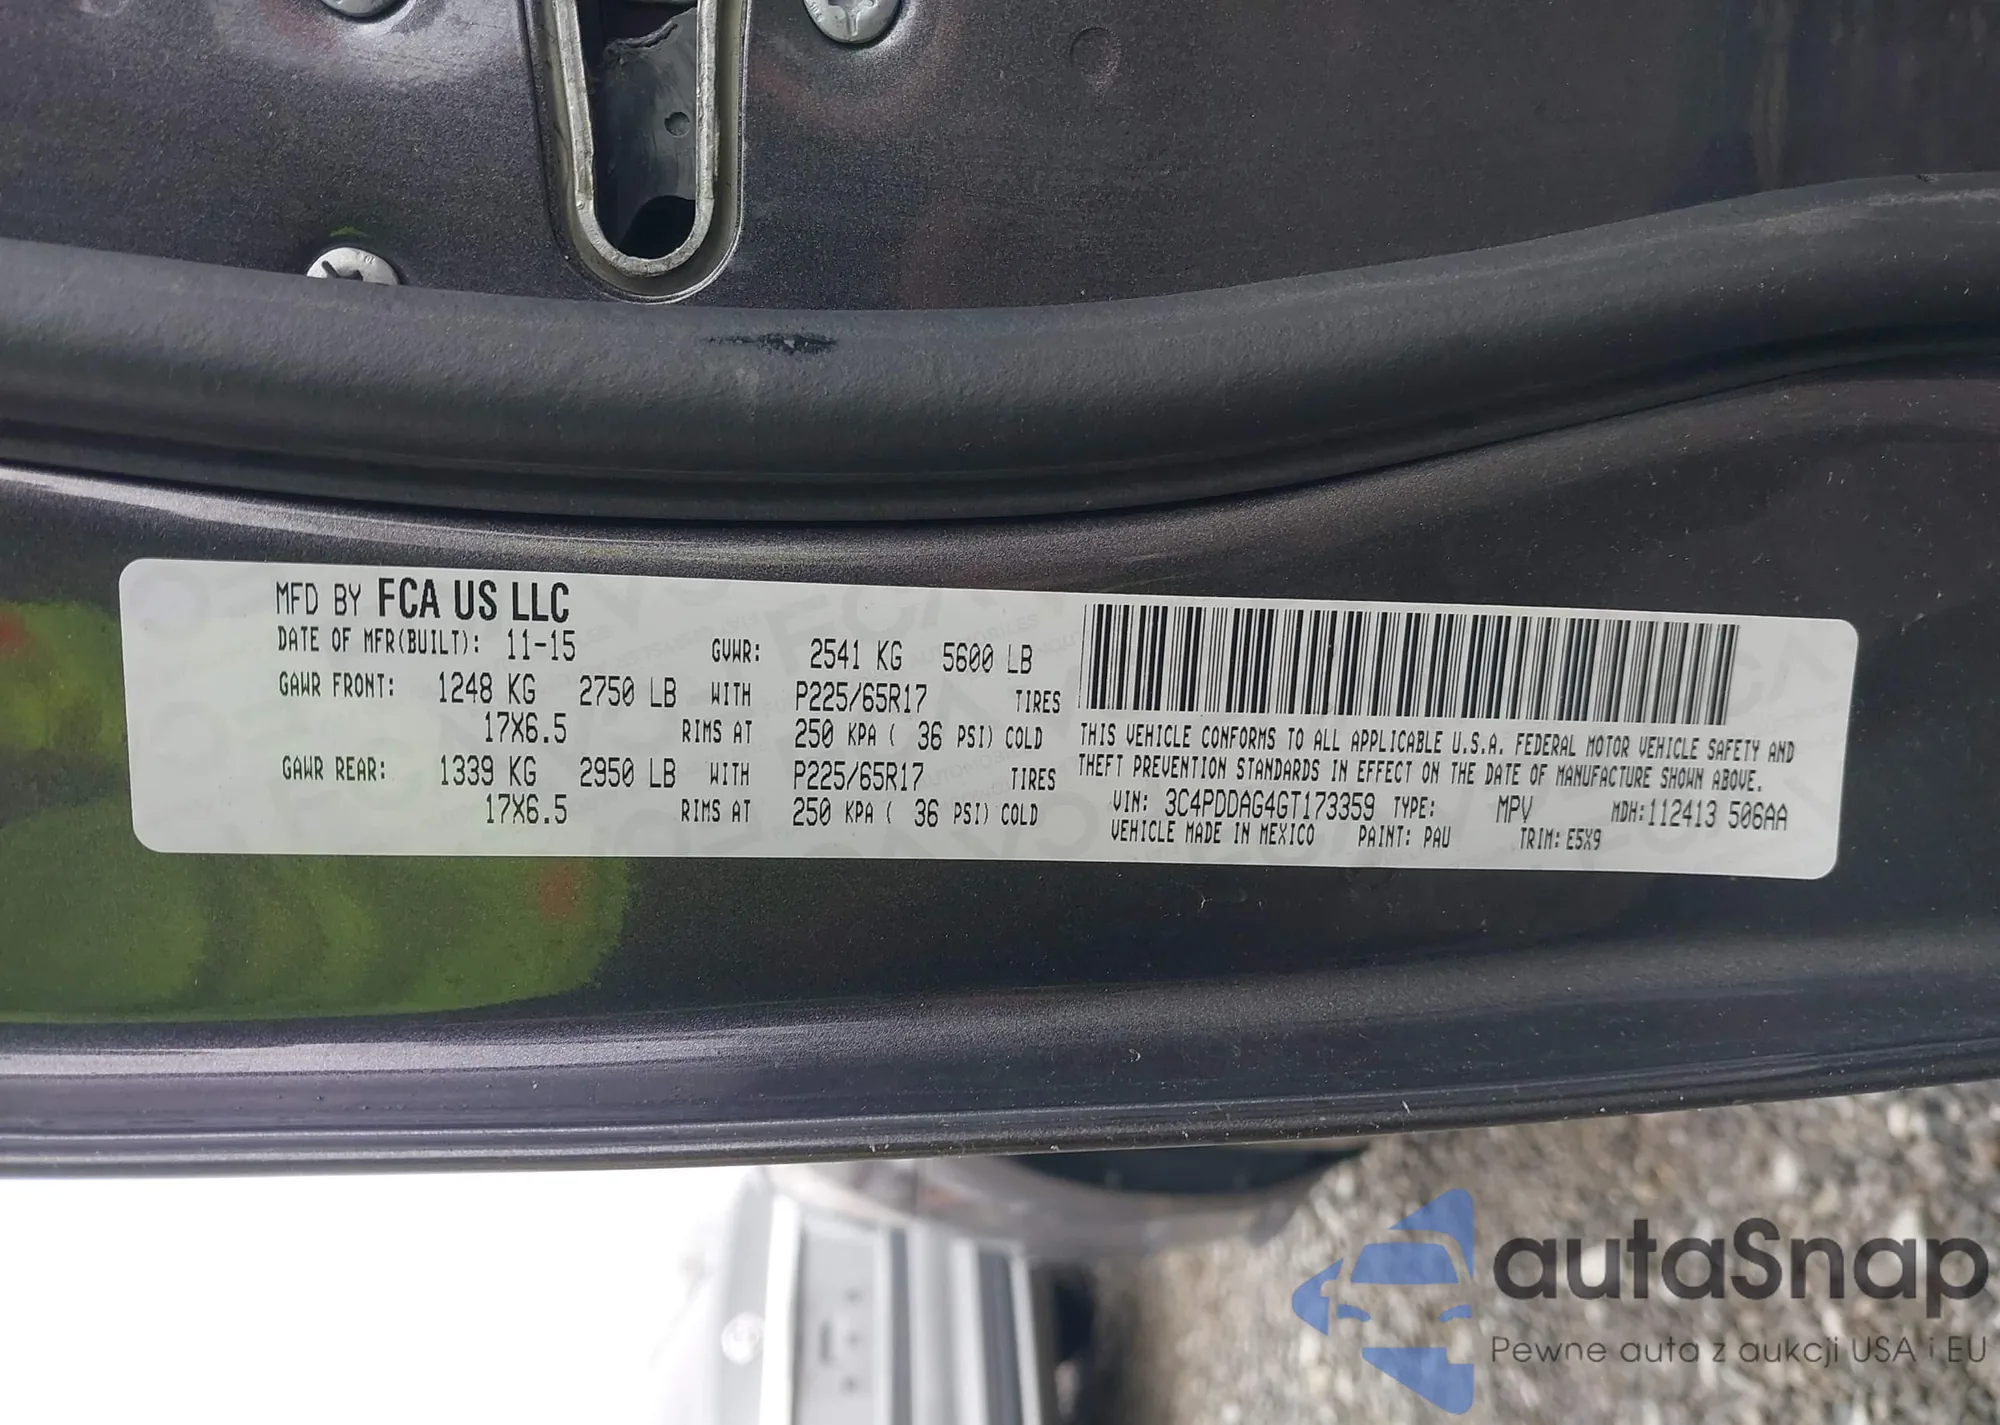 MFD BY FCA US LLC
DATE OF MFR(BUILT): 11-15 GVWR: 2541 KG 5600 LB
GAWR FRONT: 1248 KG 2750 LB WITH P225/65R17 TIRES
17X6.5 RIMS AT 250 KPA ( 36 PSI) COLD
GAWR REAR: 1339 KG 2950 LB WITH P225/65R17 TIRES
17X6.5 RIMS AT 250 KPA ( 36 PSI) COLD
THIS VEHICLE CONFORMS TO ALL APPLICABLE U.S.A. FEDERAL MOTOR VEHICLE SAFETY AND
THEFT PREVENTION STANDARDS IN EFFECT ON THE DATE OF MANUFACTURE SHOWN ABOVE.
VIN: 3C4PDDAG4GT173359 TYPE: MPV MDH:112413 506AA
VEHICLE MADE IN MEXICO PAINT: PAU TRIM: E5X9
autaSnap
Pewne auta z aukcji USA i EU